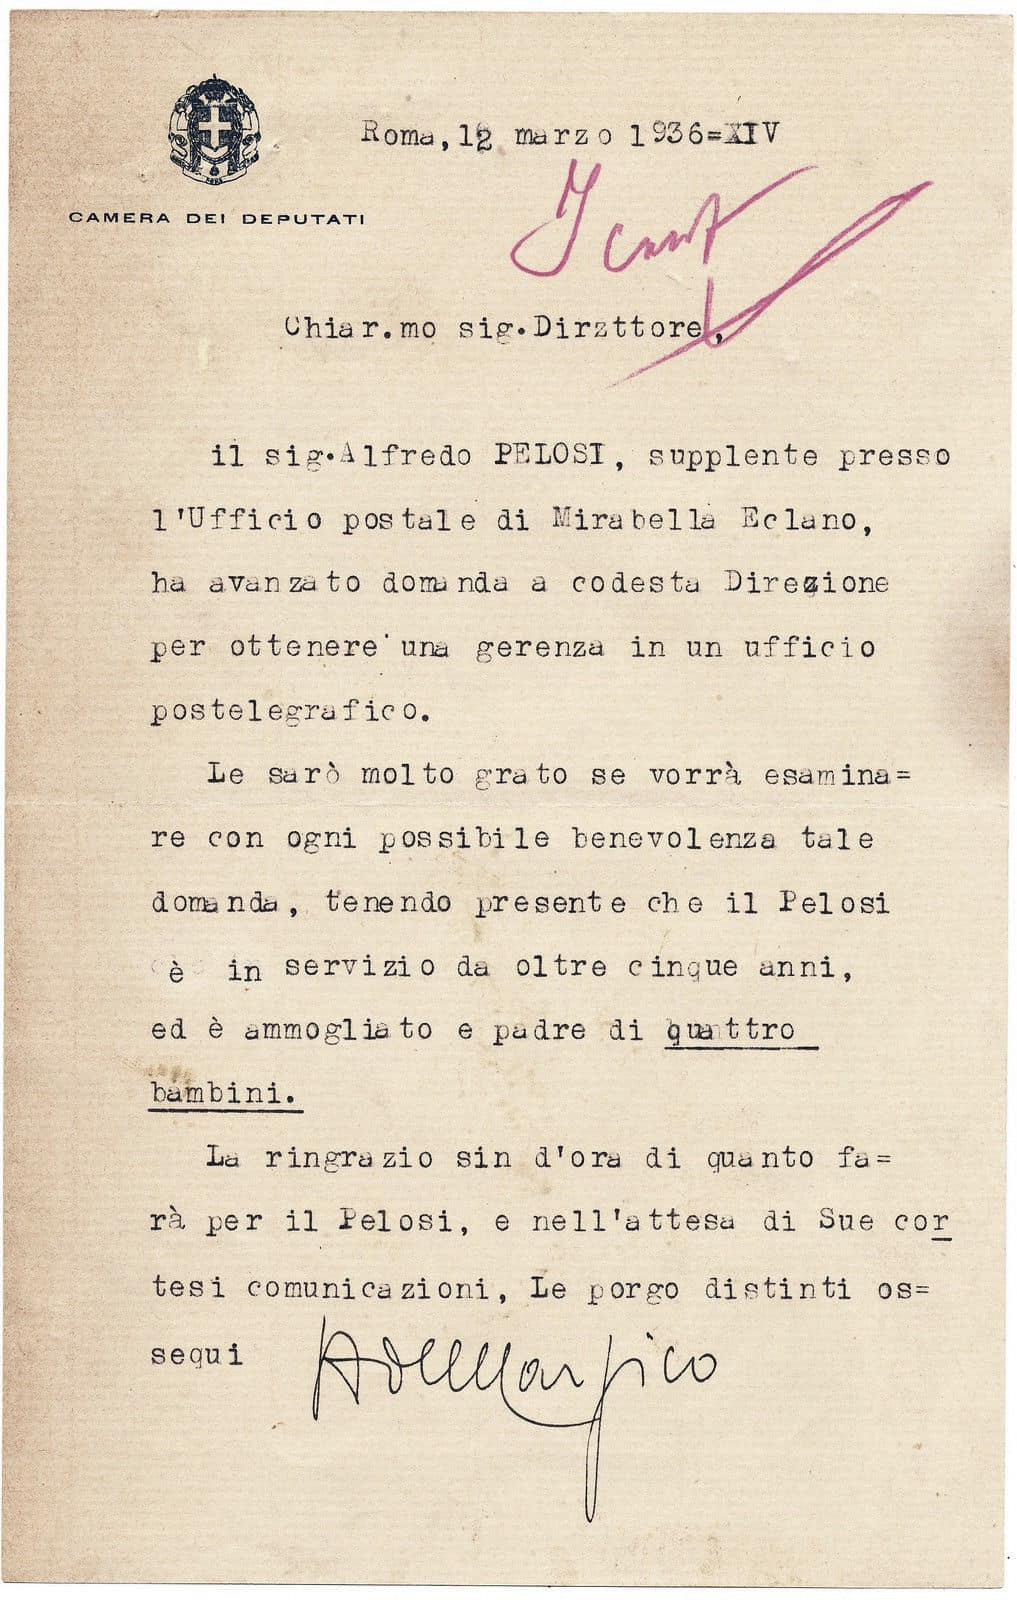 Roma, 12 marzo 1936=XIV
CAMERA DEI DEPUTATI
Chiar.mo sig.Dirzttore,
il sig.Alfredo PELOSI, supplente presso
l'Ufficio postale di Mirabella Eclano,
ha avanzato domanda a codesta Direzione
per ottenere una gerenza in un ufficio
postelegrafico.
Le sarò molto grato se vorrà esamina=
re con ogni possibile benevolenza tale
domanda, tenendo presente che il Pelosi
è in servizio da oltre cinque anni,
ed è ammogliato e padre di quattro
bambini.
La ringrazio sin d'ora di quanto fa=
rà per il Pelosi, e nell'attesa di Sue cor
tesi comunicazioni, Le porgo distinti os=
sequi